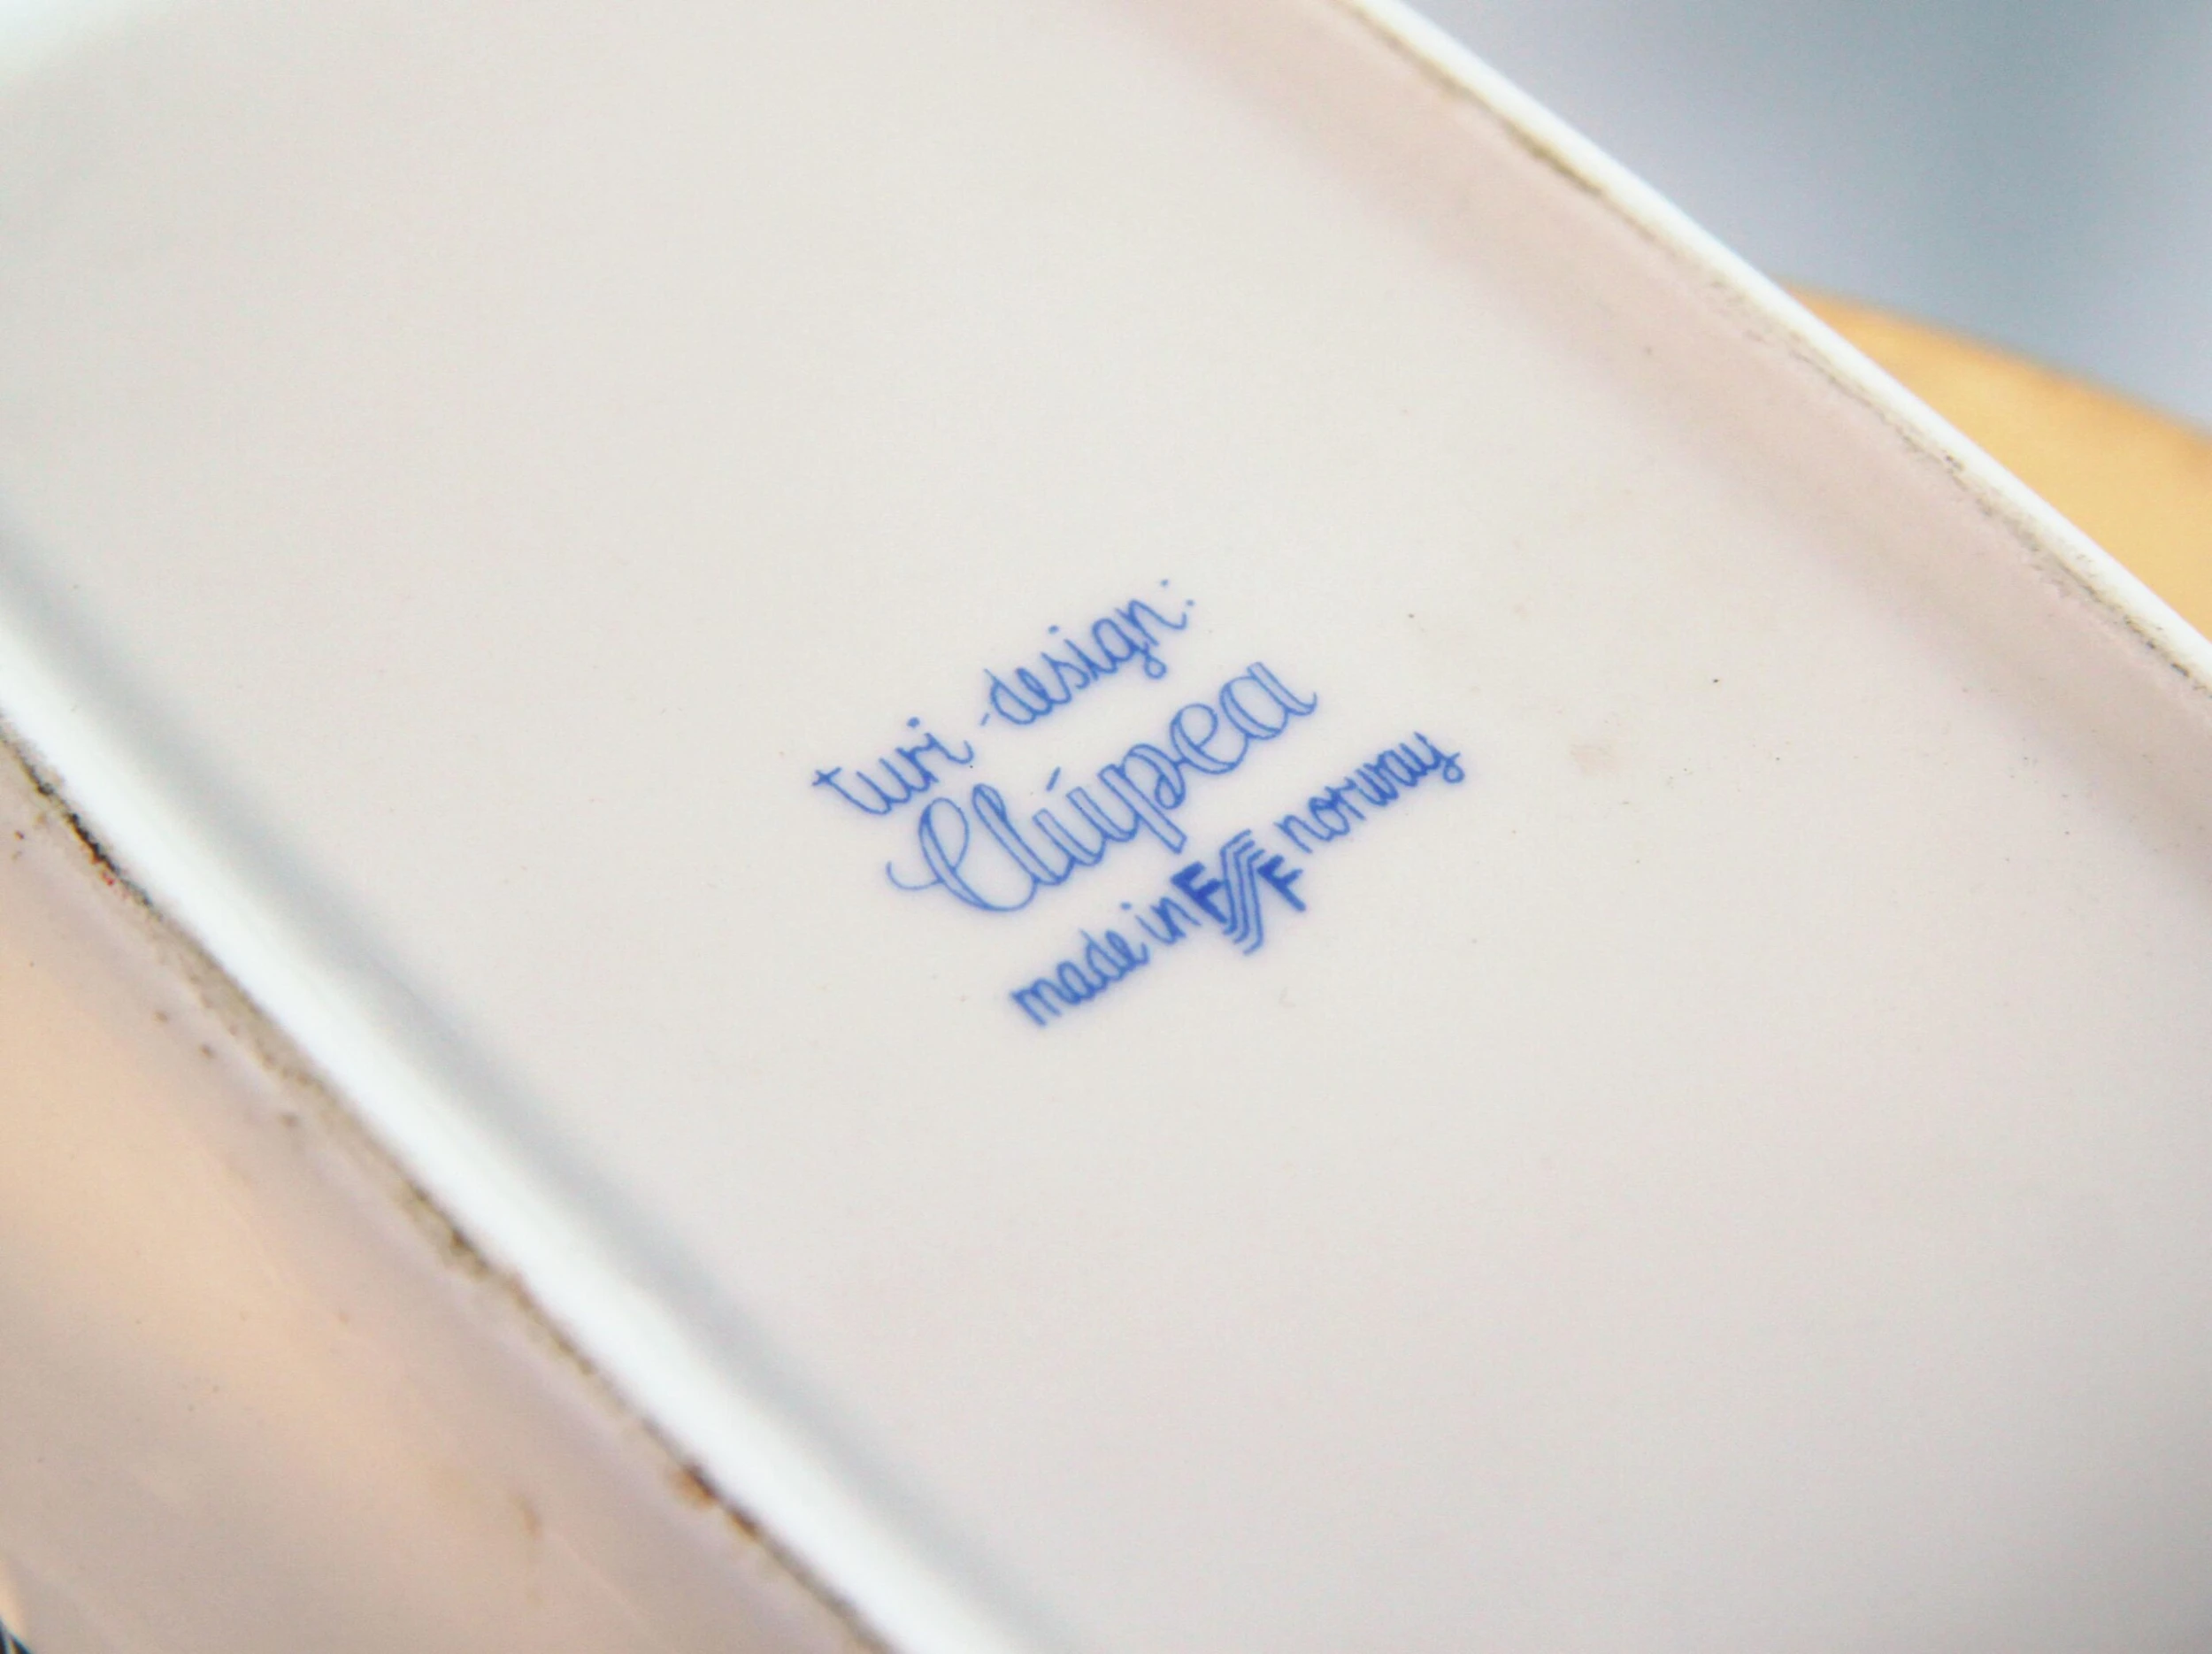 turi-design:
Clúpea
made in FF norway